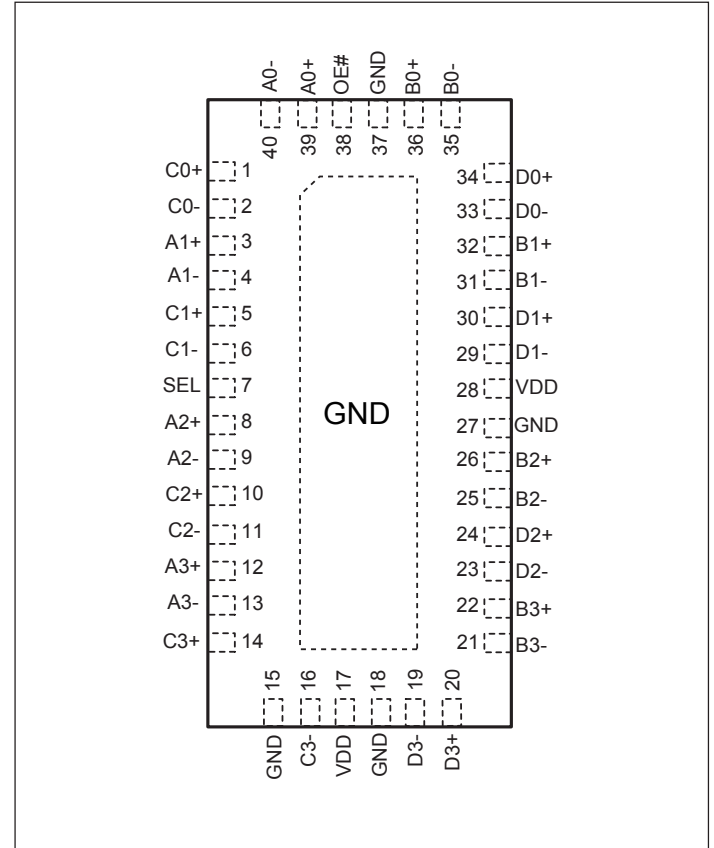 A0-
A0+
OE#
GND
B0+
B0-
40
39
38
37
36
35
C0+ 1
34 D0+
C0- 2
33 D0-
A1+ 3
32 B1+
A1- 4
31 B1-
C1+ 5
30 D1+
C1- 6
29 D1-
SEL 7
28 VDD
A2+ 8
GND
27 GND
A2- 9
26 B2+
C2+ 10
25 B2-
C2- 11
24 D2+
A3+ 12
23 D2-
A3- 13
22 B3+
C3+ 14
21 B3-
15
16
17
18
19
20
GND
C3-
VDD
GND
D3-
D3+